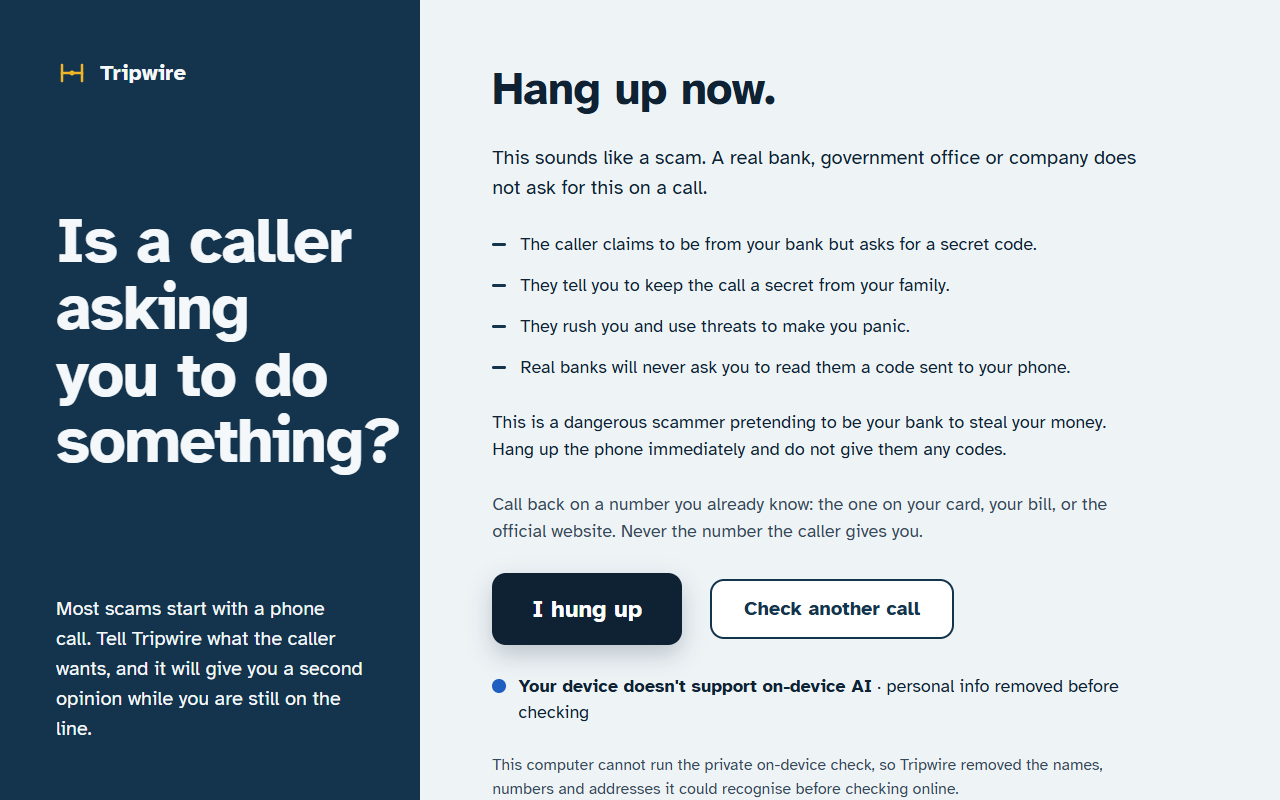 Tripwire
Is a caller
asking
you to do
something?
Most scams start with a phone
call. Tell Tripwire what the caller
wants, and it will give you a second
opinion while you are still on the
line.
Hang up now.
This sounds like a scam. A real bank, government office or company does
not ask for this on a call.
The caller claims to be from your bank but asks for a secret code.
They tell you to keep the call a secret from your family.
They rush you and use threats to make you panic.
Real banks will never ask you to read them a code sent to your phone.
This is a dangerous scammer pretending to be your bank to steal your money.
Hang up the phone immediately and do not give them any codes.
Call back on a number you already know: the one on your card, your bill, or the
official website. Never the number the caller gives you.
I hung up
Check another call
Your device doesn't support on-device AI · personal info removed before
checking
This computer cannot run the private on-device check, so Tripwire removed the names,
numbers and addresses it could recognise before checking online.